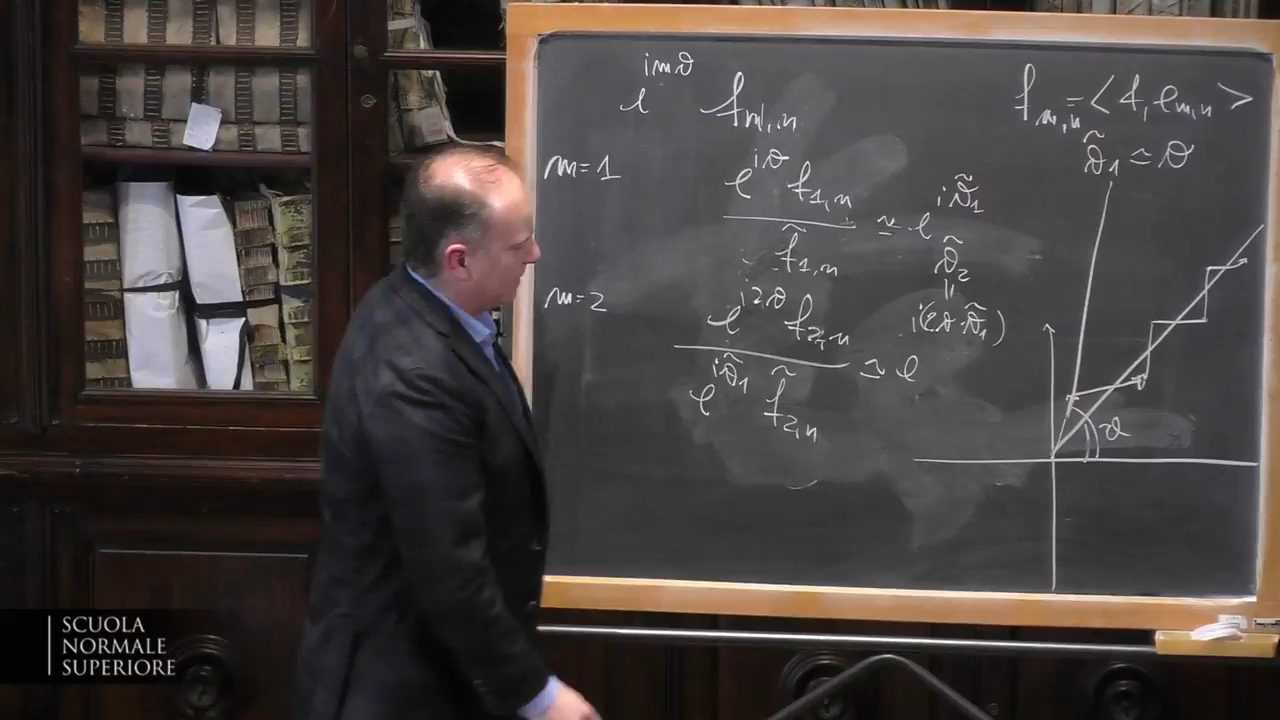 e^{imϑ} f_{m,n}
f_{m,n} = <f, e_{m,n}>
ϑ̃_1 ≃ ϑ
m=1
e^{iϑ} f_{1,n} / f̃_{1,n} ≃ e^{iϑ̃_1}
m=2
e^{i2ϑ} f_{2,n} / e^{iϑ̃_1} f̃_{2,n} ≃ e^{i(2ϑ-ϑ̃_1)}
ϑ̃_2
=
ϑ
SCUOLA
NORMALE
SUPERIORE